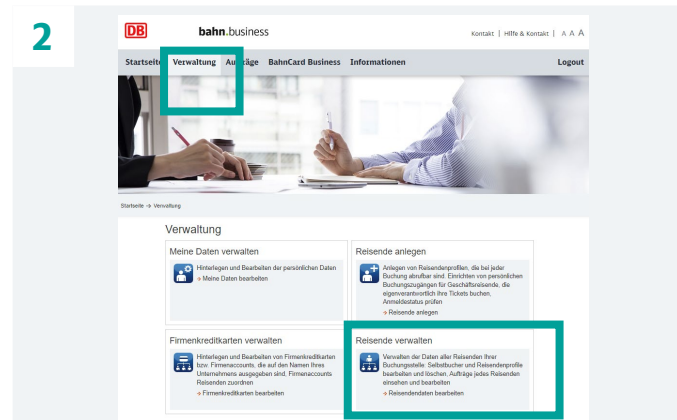 2
DB bahn.business Kontakt | Hilfe & Kontakt | A A A
Startseite Verwaltung Aufträge BahnCard Business Informationen Logout
Startseite → Verwaltung
Verwaltung
Meine Daten verwalten
Hinterlegen und Bearbeiten der persönlichen Daten
→ Meine Daten bearbeiten
Reisende anlegen
Anlegen von Reisendenprofilen, die bei jeder
Buchung abrufbar sind. Einrichten von persönlichen
Buchungszugängen für Geschäftsreisende, die
eigenverantwortlich ihre Tickets buchen,
Anmeldestatus prüfen
→ Reisende anlegen
Firmenkreditkarten verwalten
Hinterlegen und Bearbeiten von Firmenkreditkarten
bzw. Firmenaccounts, die auf den Namen Ihres
Unternehmens ausgegeben sind, Firmenaccounts
Reisenden zuordnen
→ Firmenkreditkarten bearbeiten
Reisende verwalten
Verwalten der Daten aller Reisenden Ihrer
Buchungsstelle: Selbstbucher und Reisendenprofile
bearbeiten und löschen, Aufträge jedes Reisenden
einsehen und bearbeiten
→ Reisendendaten bearbeiten